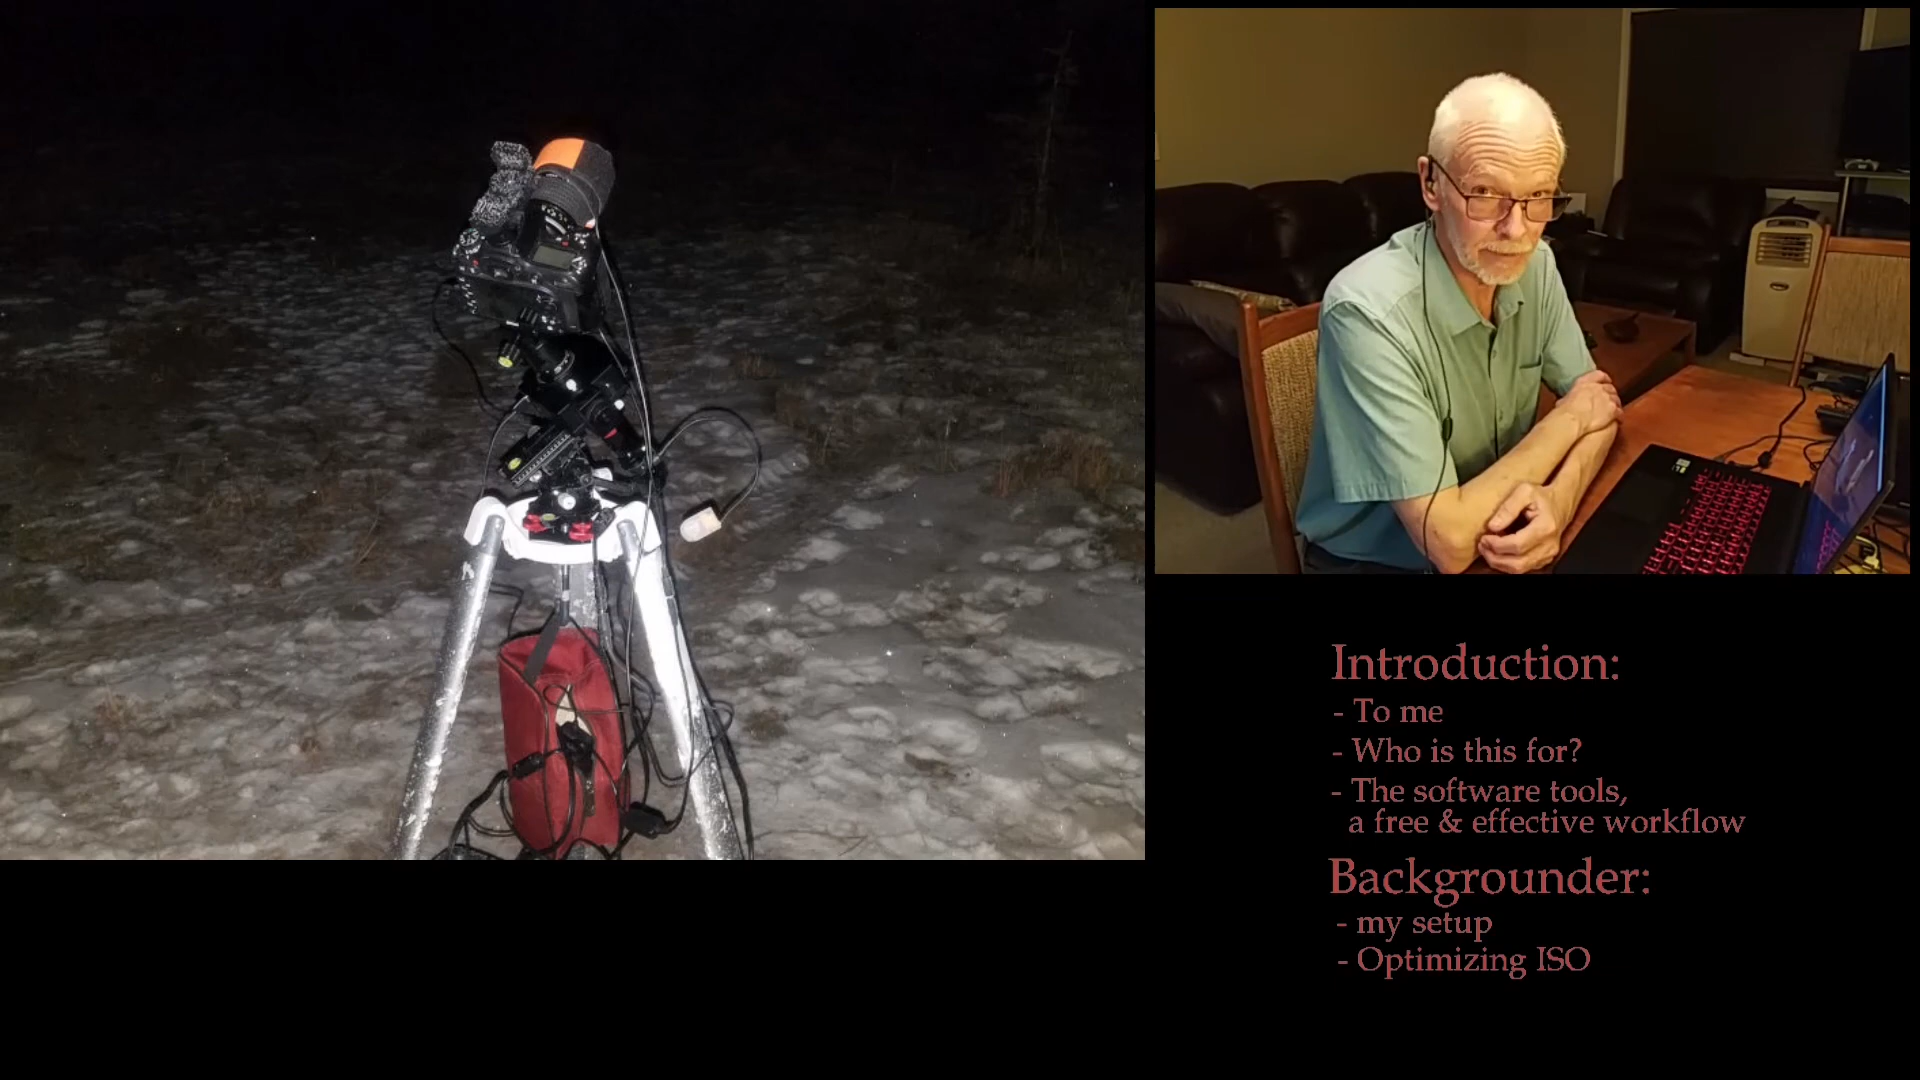 Introduction:
- To me
- Who is this for?
- The software tools,
a free & effective workflow
Backgrounder:
- my setup
- Optimizing ISO